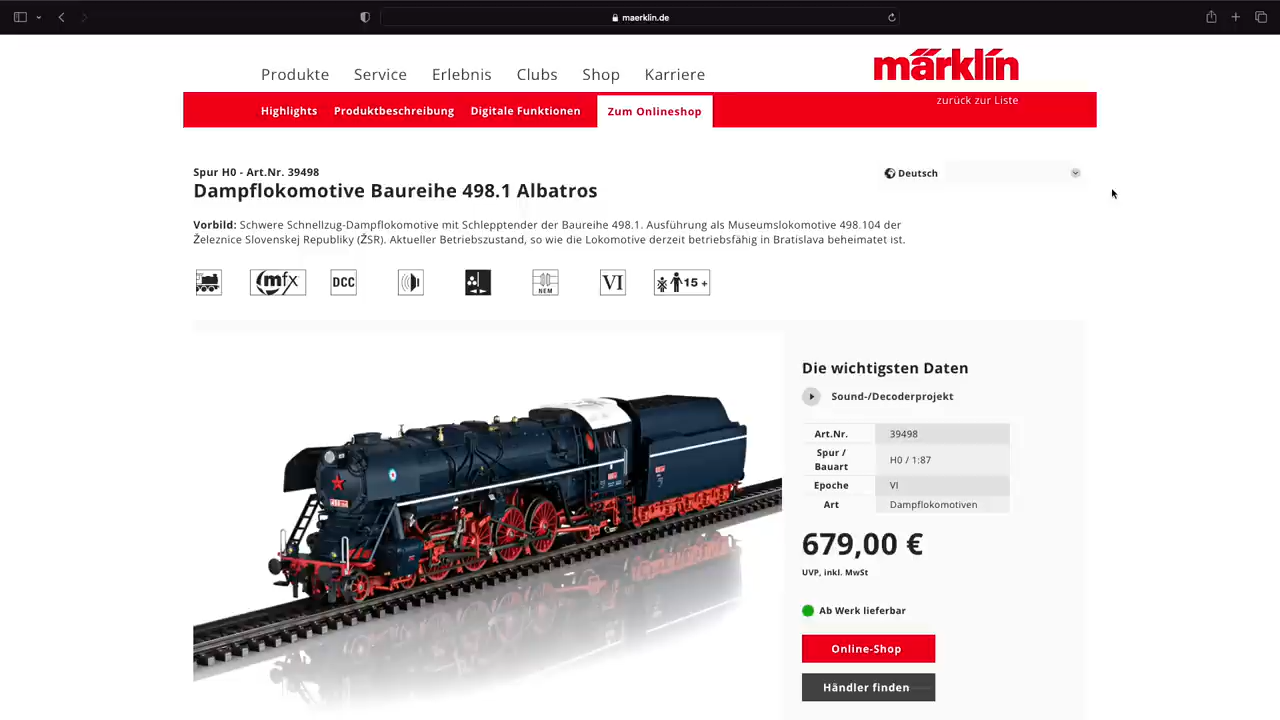 maerklin.de
Produkte Service Erlebnis Clubs Shop Karriere
märklin
zurück zur Liste
Highlights Produktbeschreibung Digitale Funktionen Zum Onlineshop
Spur H0 - Art.Nr. 39498
Dampflokomotive Baureihe 498.1 Albatros
Deutsch
Vorbild: Schwere Schnellzug-Dampflokomotive mit Schlepptender der Baureihe 498.1. Ausführung als Museumslokomotive 498.104 der
Železnice Slovenskej Republiky (ŽSR). Aktueller Betriebszustand, so wie die Lokomotive derzeit betriebsfähig in Bratislava beheimatet ist.
mfx DCC NEM VI 15 +
Die wichtigsten Daten
Sound-/Decoderprojekt
Art.Nr. 39498
Spur /
Bauart H0 / 1:87
Epoche VI
Art Dampflokomotiven
679,00 €
UVP, inkl. MwSt
Ab Werk lieferbar
Online-Shop
Händler finden